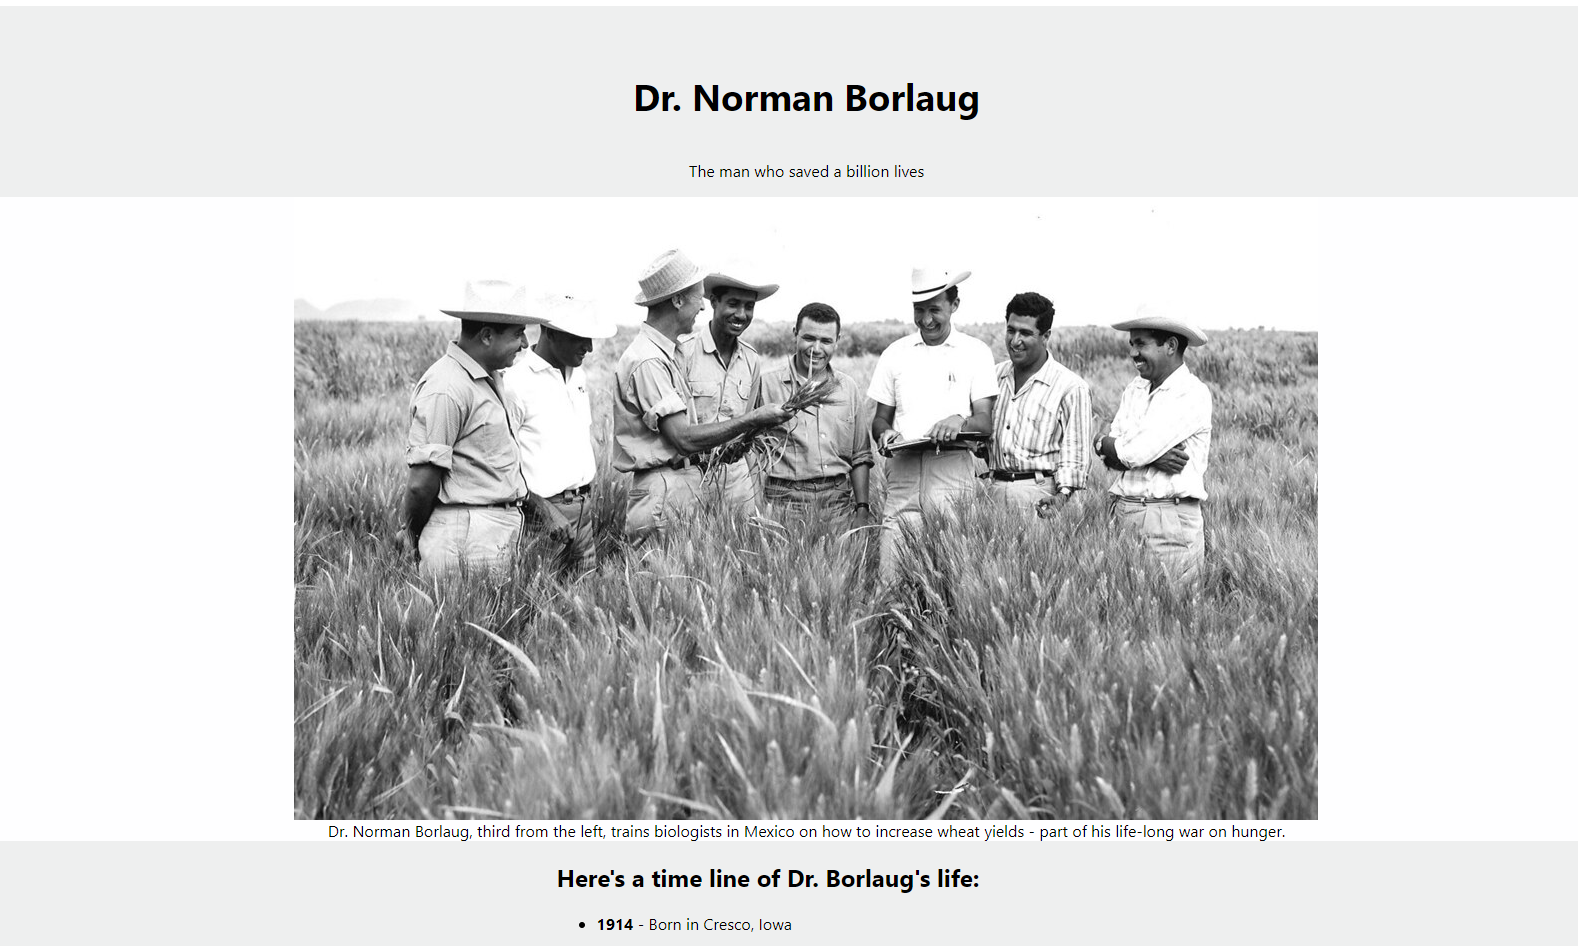 Dr. Norman Borlaug
The man who saved a billion lives
Dr. Norman Borlaug, third from the left, trains biologists in Mexico on how to increase wheat yields - part of his life-long war on hunger.
Here's a time line of Dr. Borlaug's life:
• 1914 - Born in Cresco, Iowa